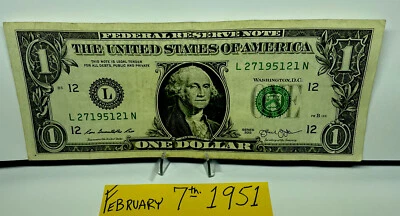 FEDERAL RESERVE NOTE
THE UNITED STATES OF AMERICA
1 1
THIS NOTE IS LEGAL TENDER
FOR ALL DEBTS, PUBLIC AND PRIVATE
L 27195121 N
12 L 12
WASHINGTON, D.C.
L 27195121 N
12 12
1 ONE DOLLAR 1
FEBRUARY 7th. 1951